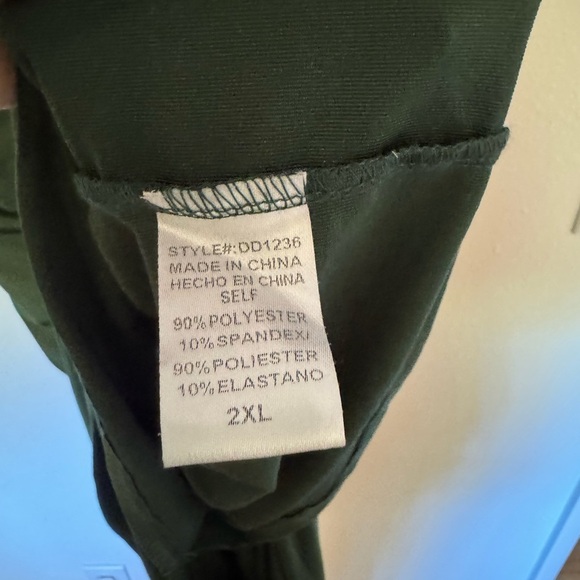 STYLE#:DD1236
MADE IN CHINA
HECHO EN CHINA
SELF
90%POLYESTER
10%SPANDEX/
90%POLIESTER
10%ELASTANO
2XL